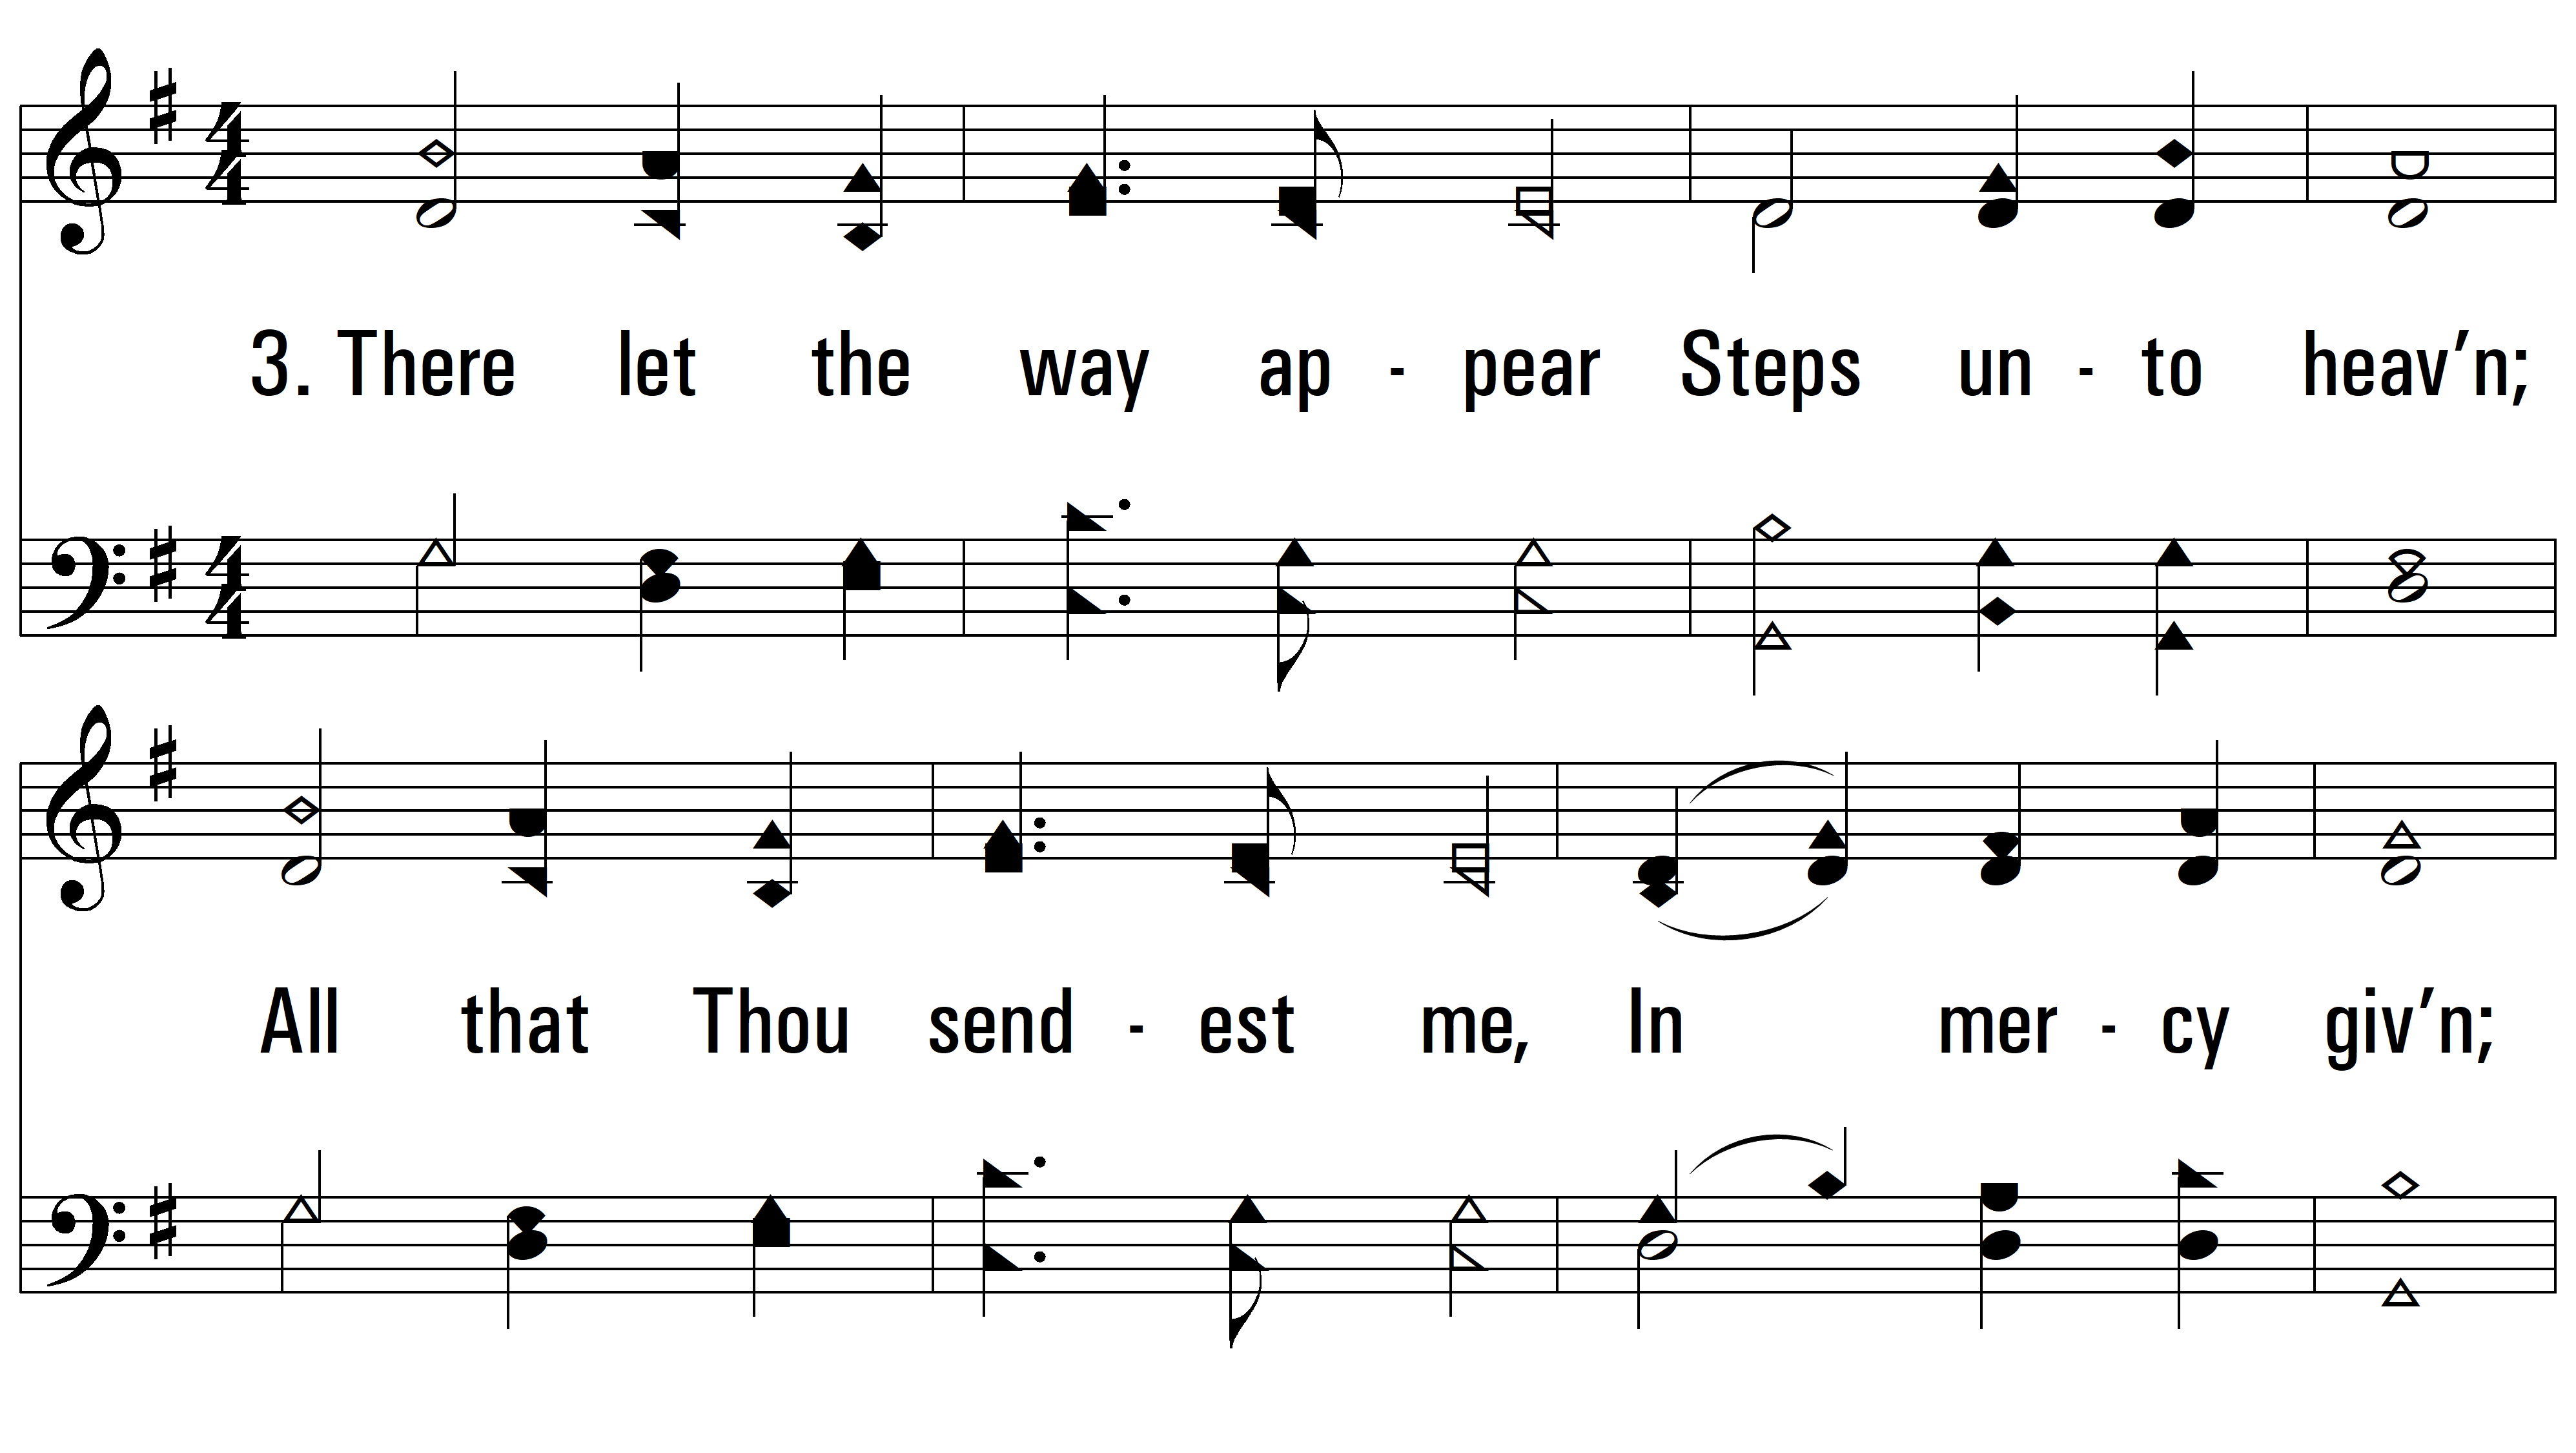 3. There let the way ap - pear Steps un - to heav’n;
All that Thou send - est me, In mer - cy giv’n;